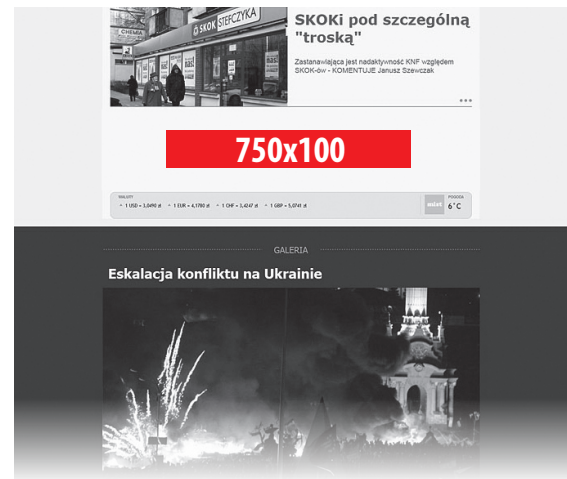 CHEMIA
SKOK STEFCZYKA
SKOKi pod szczególną
"troską"
Zastanawiająca jest nadaktywność KNF względem
SKOK-ów - KOMENTUJE Janusz Szewczak
750x100
WALUTY
1 USD = 3,0490 zł 1 EUR = 4,1780 zł 1 CHF = 3,4247 zł 1 GBP = 5,0741 zł
POGODA
6°C
GALERIA
Eskalacja konfliktu na Ukrainie